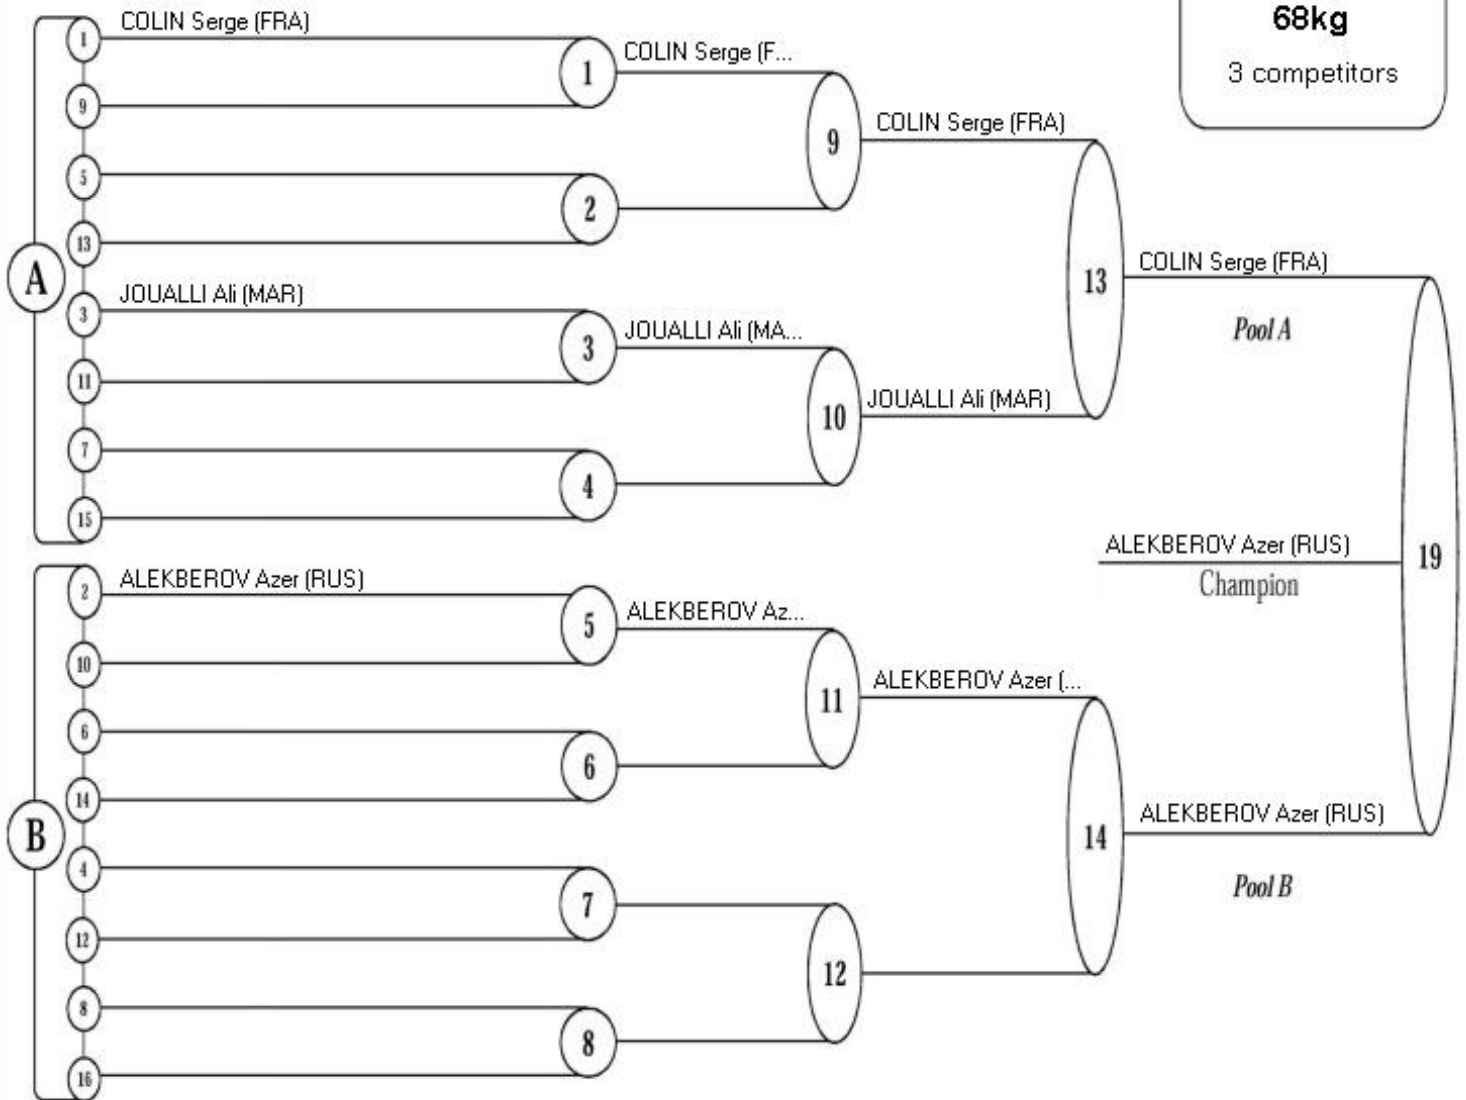 68kg
3 competitors
COLIN Serge (FRA)
1
1
COLIN Serge (F...
9
9
COLIN Serge (FRA)
5
2
13
A
COLIN Serge (FRA)
13
Pool A
JOUALLI Ali (MAR)
3
3
JOUALLI Ali (MA...
11
10
JOUALLI Ali (MAR)
7
4
15
ALEKBEROV Azer (RUS)
Champion
19
ALEKBEROV Azer (RUS)
2
5
ALEKBEROV Az...
10
11
ALEKBEROV Azer (...
6
6
14
B
14
ALEKBEROV Azer (RUS)
Pool B
4
7
12
12
8
8
16